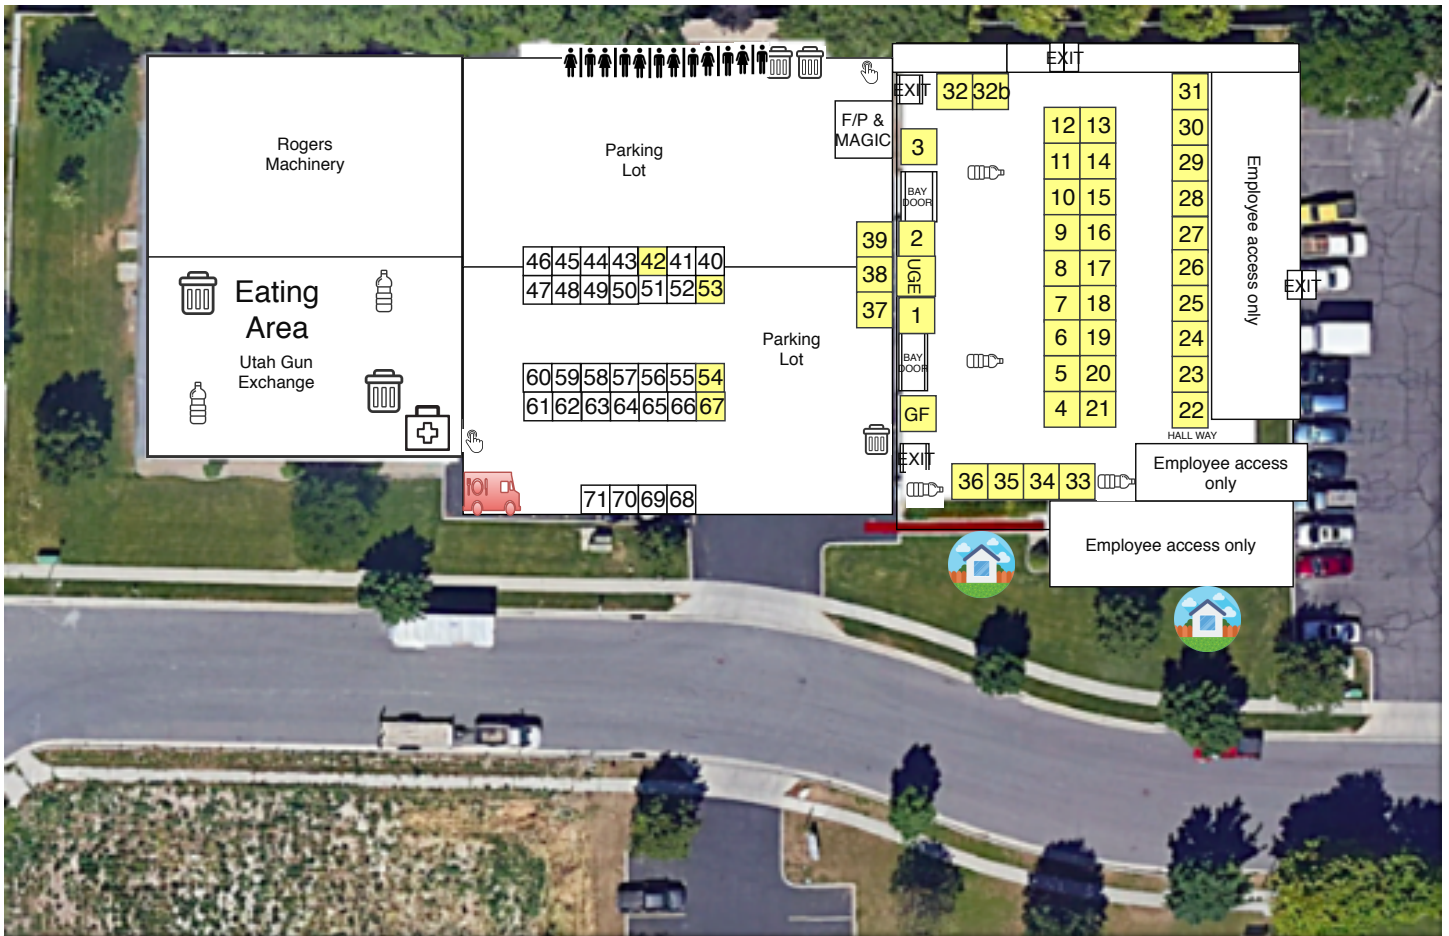 EXIT
EXIT
32 32b
31
Rogers
Machinery
Parking
Lot
F/P &
MAGIC
3
12 13
30
11 14
29
BAY
DOOR
10 15
28
Employee access only
39
2
9 16
27
46 45 44 43 42 41 40
38
UGE
8 17
26
47 48 49 50 51 52 53
EXIT
Eating
Area
Utah Gun
Exchange
37
1
7 18
25
Parking
Lot
6 19
24
BAY
DOOR
60 59 58 57 56 55 54
5 20
23
61 62 63 64 65 66 67
GF
4 21
22
HALL WAY
EXIT
Employee access
only
36 35 34 33
71 70 69 68
Employee access only